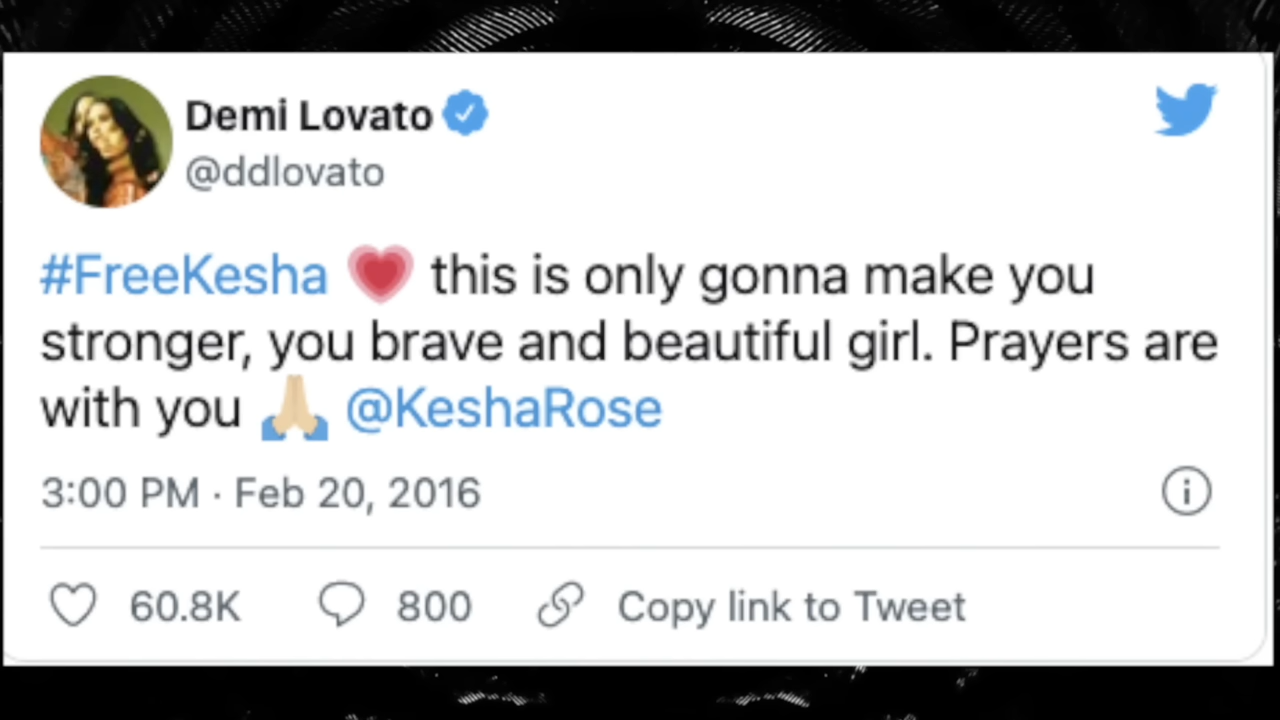 Demi Lovato
@ddlovato
#FreeKesha 💗 this is only gonna make you
stronger, you brave and beautiful girl. Prayers are
with you 🙏🏼 @KeshaRose
3:00 PM · Feb 20, 2016
60.8K 800 Copy link to Tweet